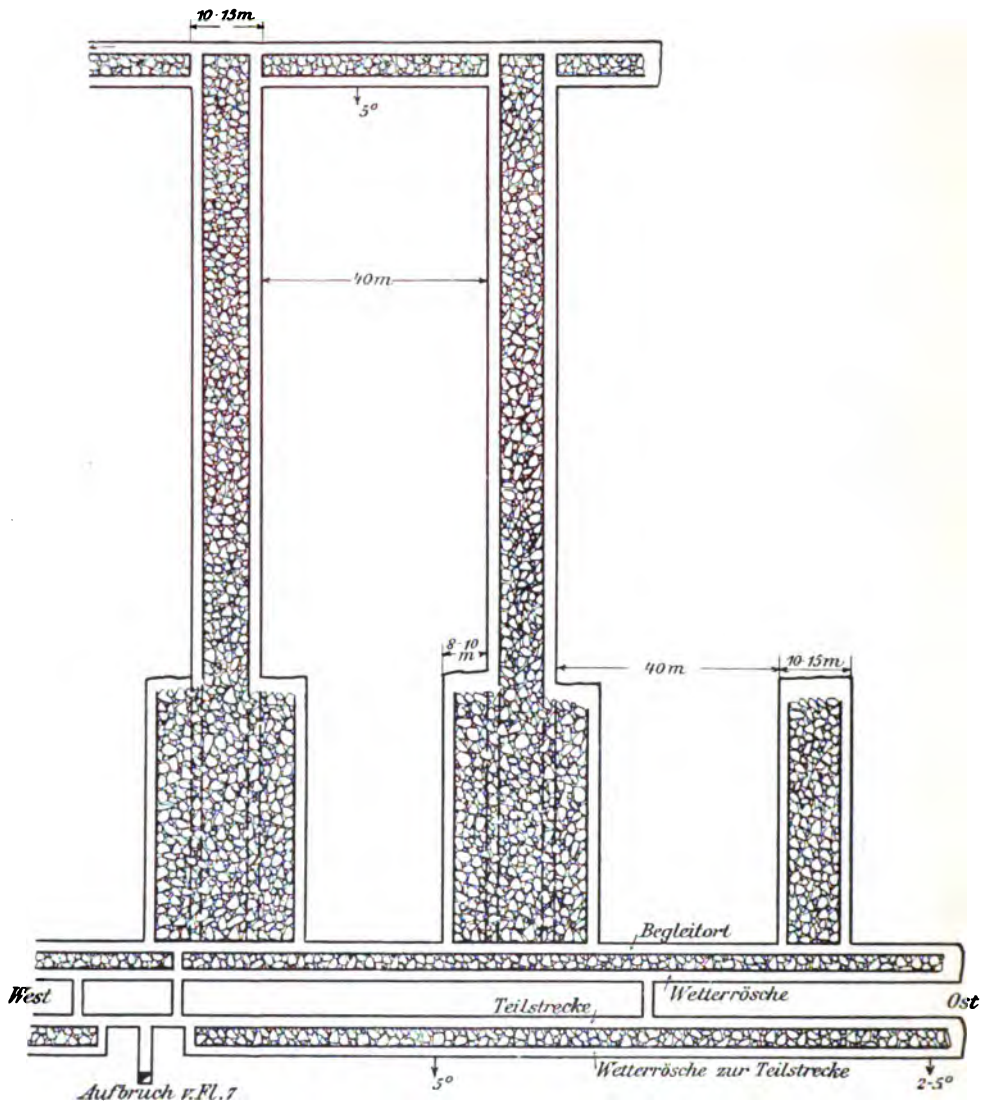 10-15m
5°
40m
8-10
m
40m
10-15m
Begleitort
West
Wetterrösche
Ost
Teilstrecke
Wetterrösche zur Teilstrecke
Aufbruch v. Fl. 7
5°
2-5°